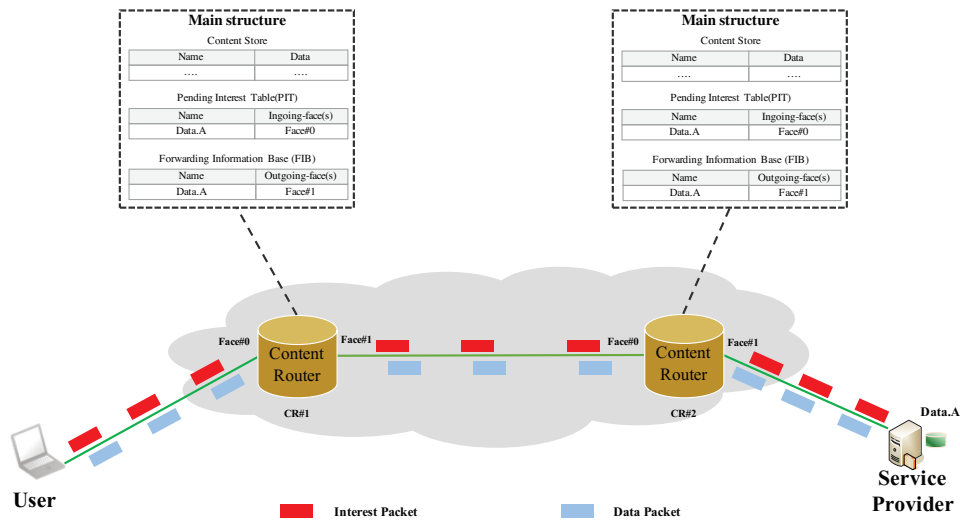 Main structure
Content Store
Name Data
.... ....
Pending Interest Table(PIT)
Name Ingoing-face(s)
Data.A Face#0
Forwarding Information Base (FIB)
Name Outgoing-face(s)
Data.A Face#1
Main structure
Content Store
Name Data
.... ....
Pending Interest Table(PIT)
Name Ingoing-face(s)
Data.A Face#0
Forwarding Information Base (FIB)
Name Outgoing-face(s)
Data.A Face#1
Face#0
Content
Router
Face#1
CR#1
Face#0
Content
Router
Face#1
CR#2
Data.A
User
Service
Provider
Interest Packet
Data Packet